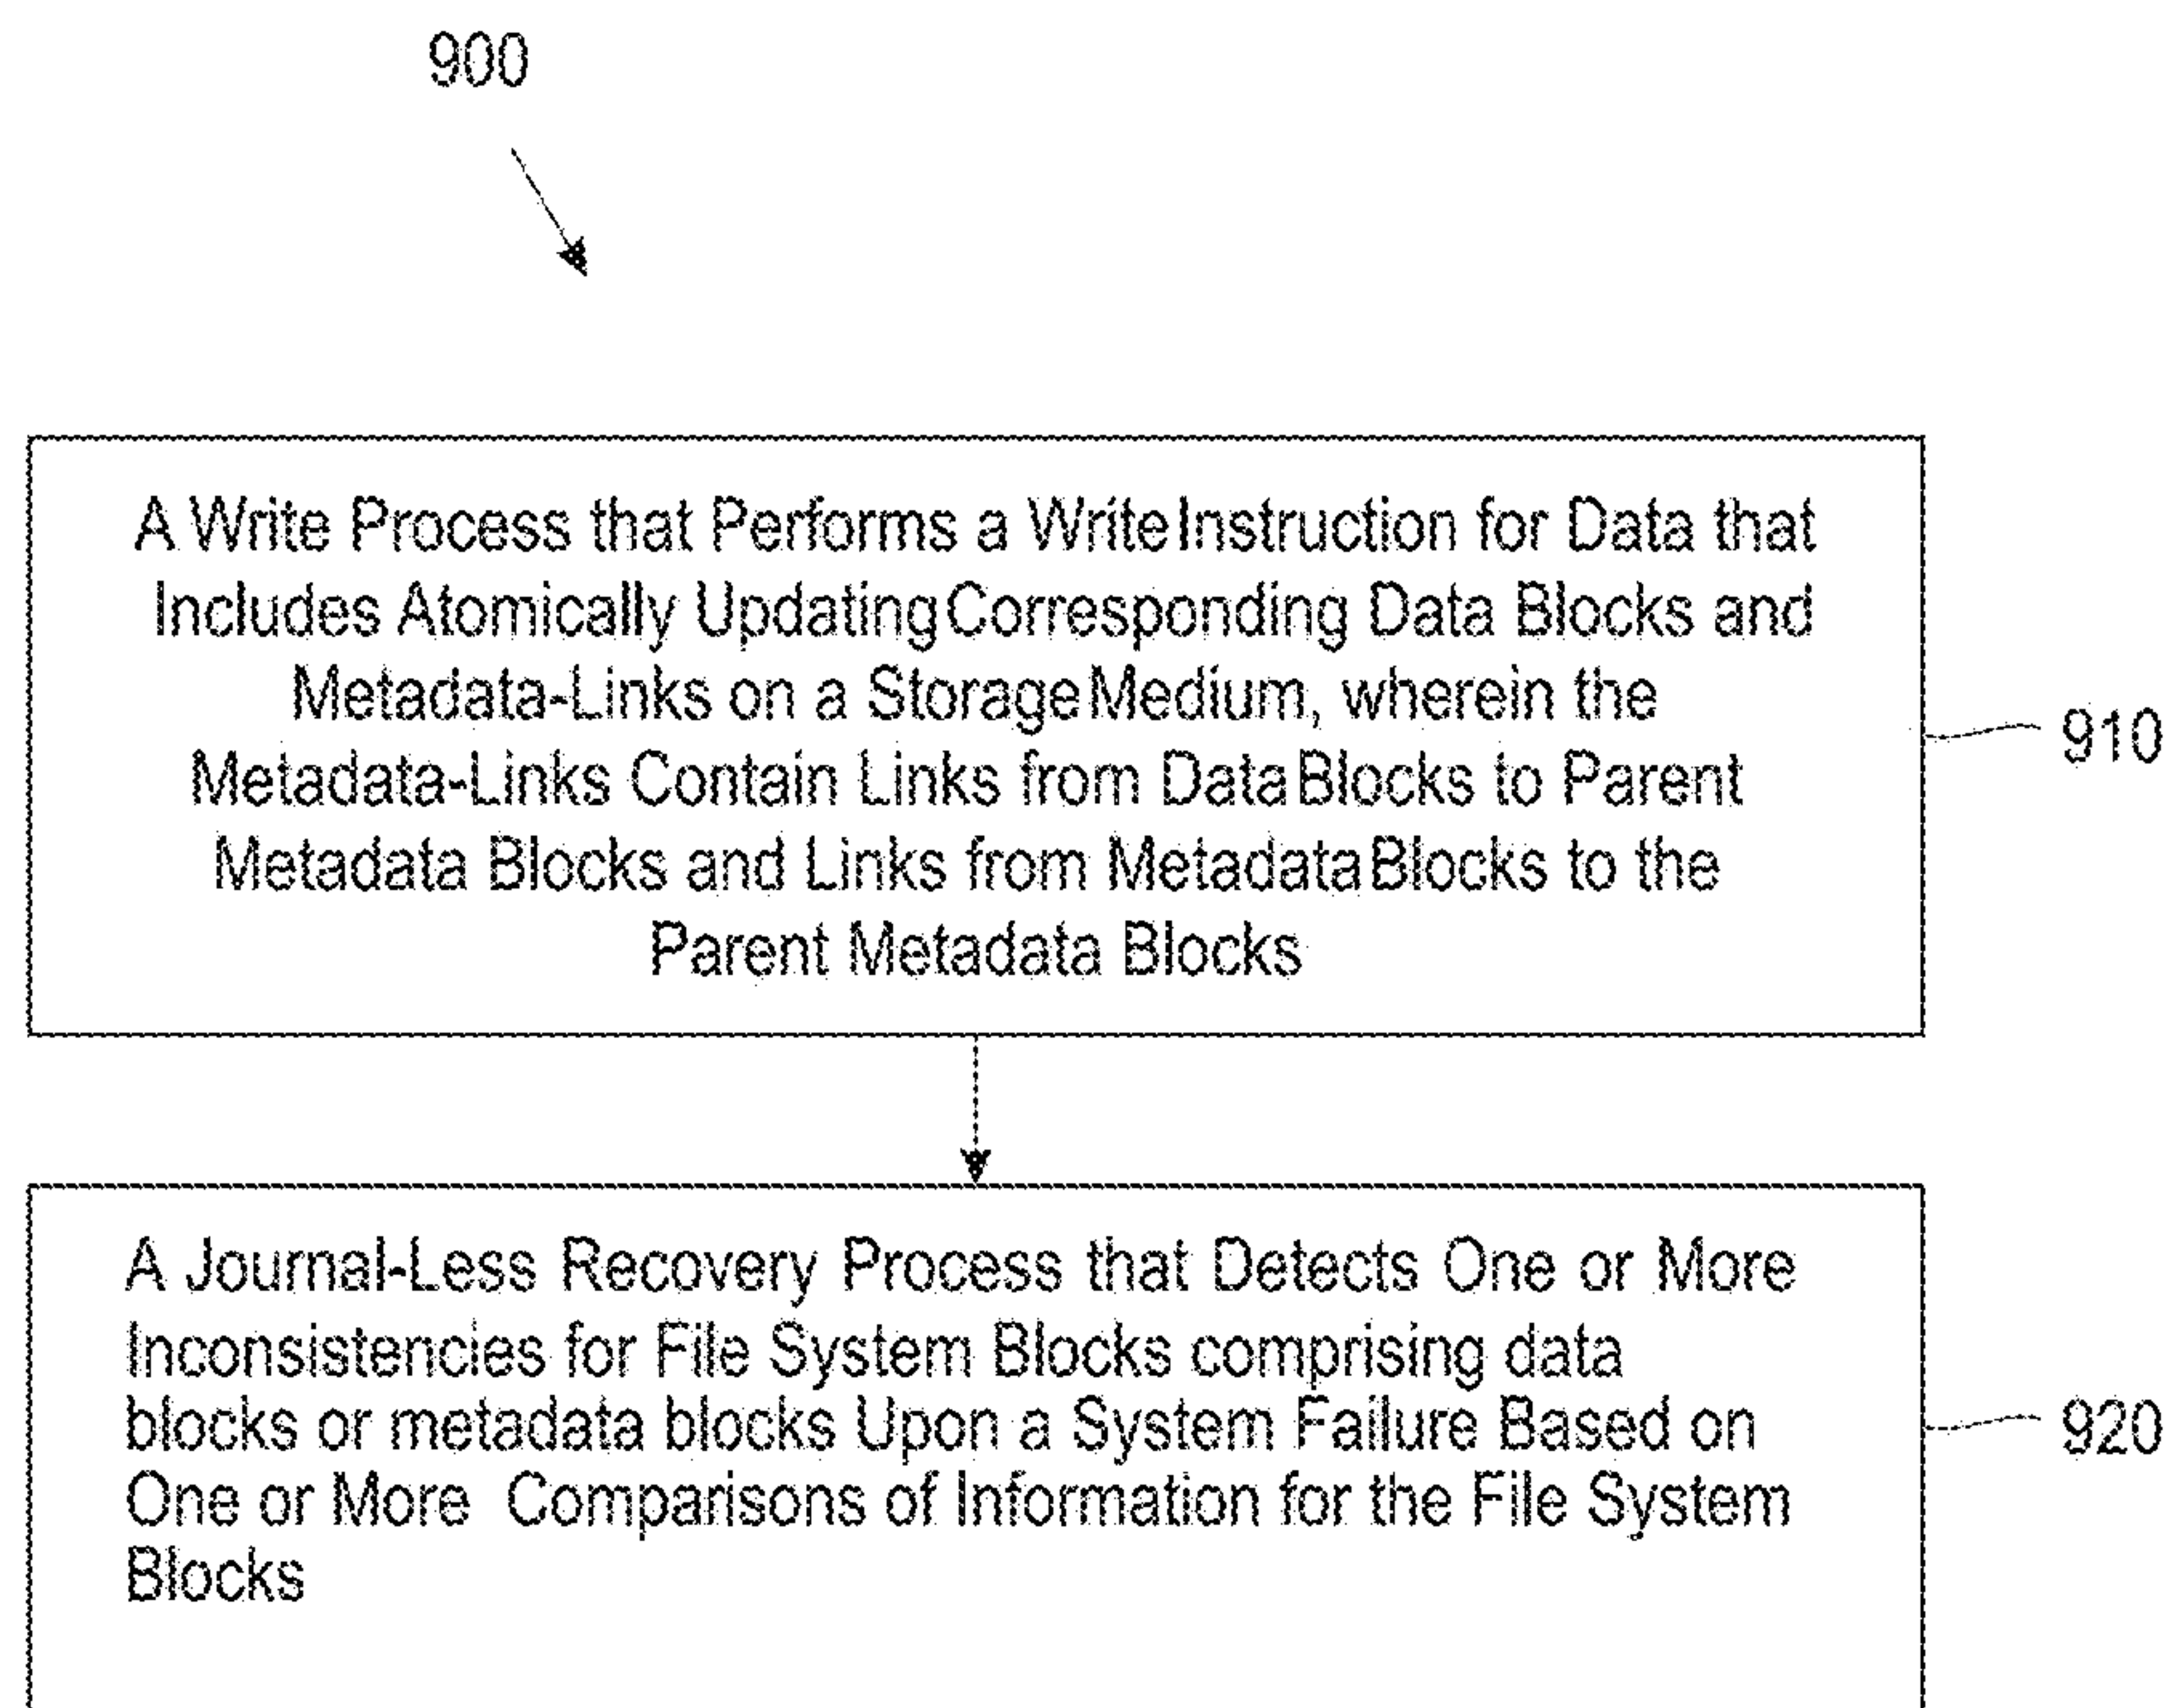 900
A Write Process that Performs a Write Instruction for Data that
Includes Atomically Updating Corresponding Data Blocks and
Metadata-Links on a Storage Medium, wherein the
Metadata-Links Contain Links from Data Blocks to Parent
Metadata Blocks and Links from Metadata Blocks to the
Parent Metadata Blocks
910
A Journal-Less Recovery Process that Detects One or More
Inconsistencies for File System Blocks comprising data
blocks or metadata blocks Upon a System Failure Based on
One or More Comparisons of Information for the File System
Blocks
920